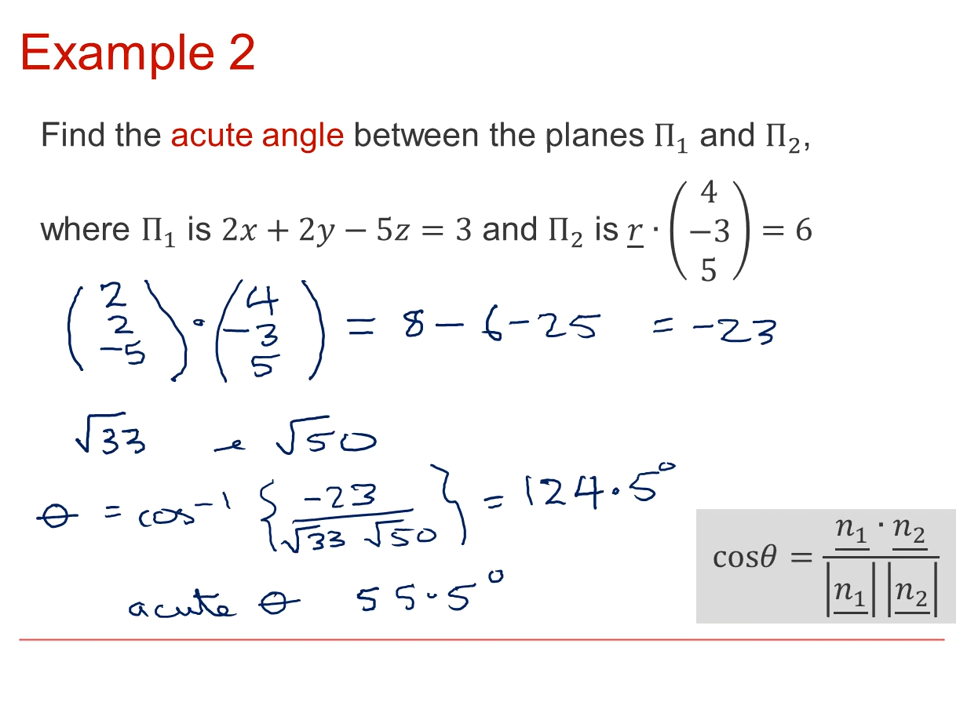 Example 2
Find the acute angle between the planes Π₁ and Π₂,
where Π₁ is 2x + 2y − 5z = 3 and Π₂ is r · (4 −3 5) = 6
(2 2 −5) · (4 −3 5) = 8 − 6 − 25 = −23
√33 √50
θ = cos⁻¹ { −23 / √33 √50 } = 124.5°
cosθ = n₁ · n₂ / |n₁| |n₂|
acute θ 55.5°